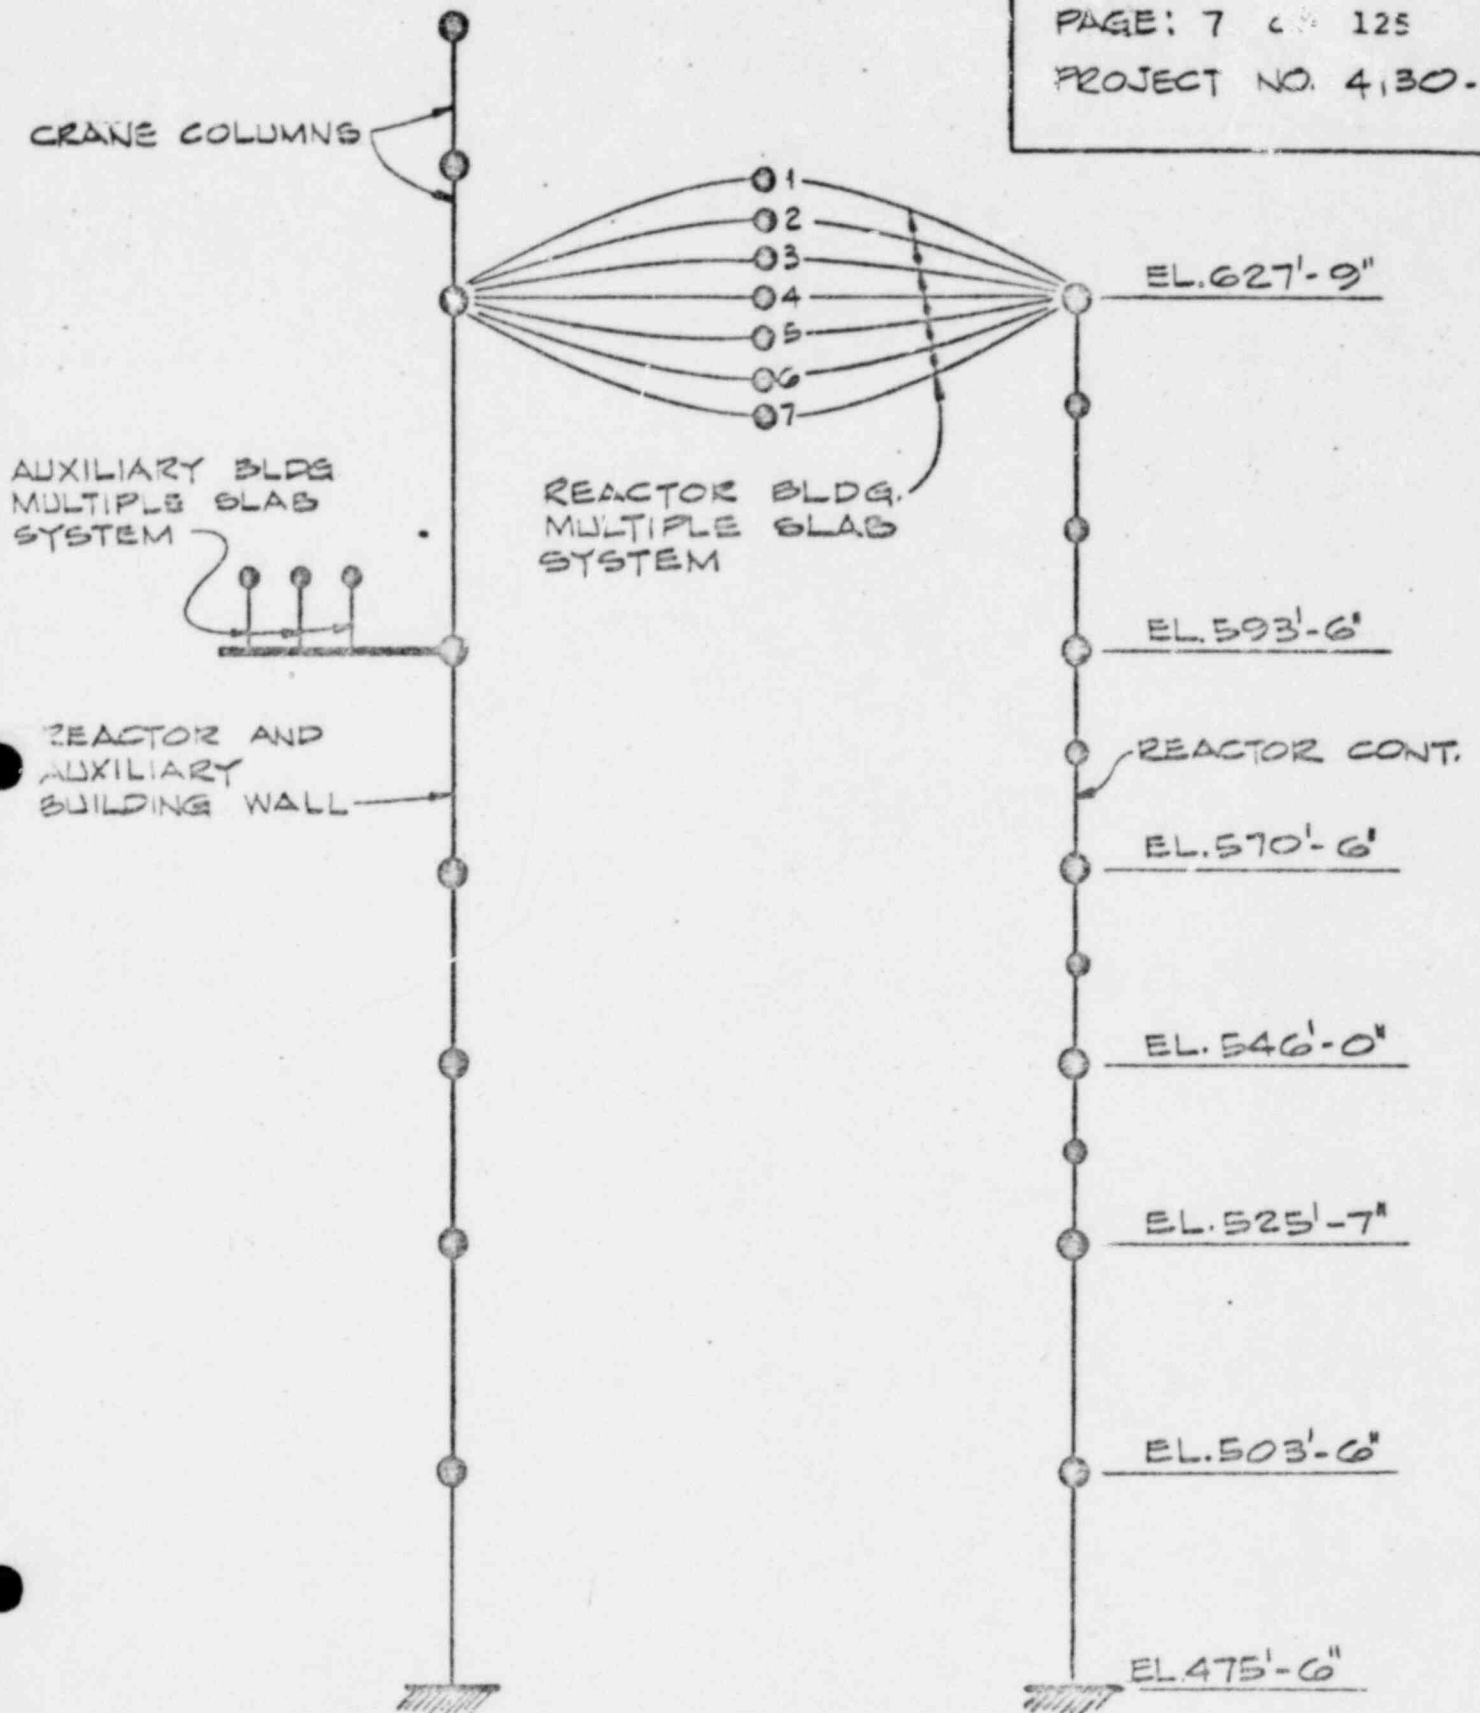 PAGE: 7 125
PROJECT NO. 4,30-
CRANE COLUMNS
1
2
3
4
5
6
7
EL. 627'-9"
AUXILIARY BLDG
MULTIPLE SLAB
SYSTEM
REACTOR BLDG.
MULTIPLE SLAB
SYSTEM
EL. 593'-6"
REACTOR AND
AUXILIARY
BUILDING WALL
REACTOR CONT.
EL. 570'-6"
EL. 546'-0"
EL. 525'-7"
EL. 503'-6"
EL. 475'-6"